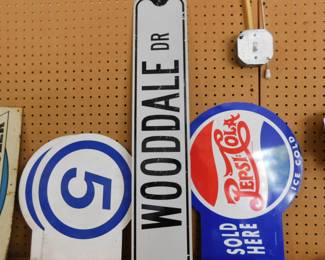 5
WOODDALE DR
PEPSI-COLA
ICE COLD
SOLD
HERE